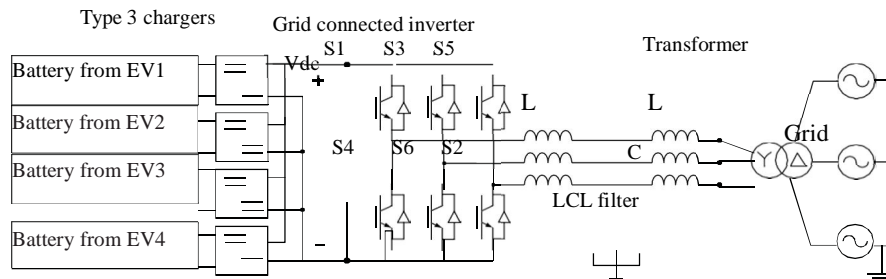 Type 3 chargers
Grid connected inverter
Transformer
S1 S3 S5
Vdc
+
Battery from EV1
Battery from EV2
Battery from EV3
Battery from EV4
L L
S4 S6 S2
C
Grid
Y Δ
LCL filter
-